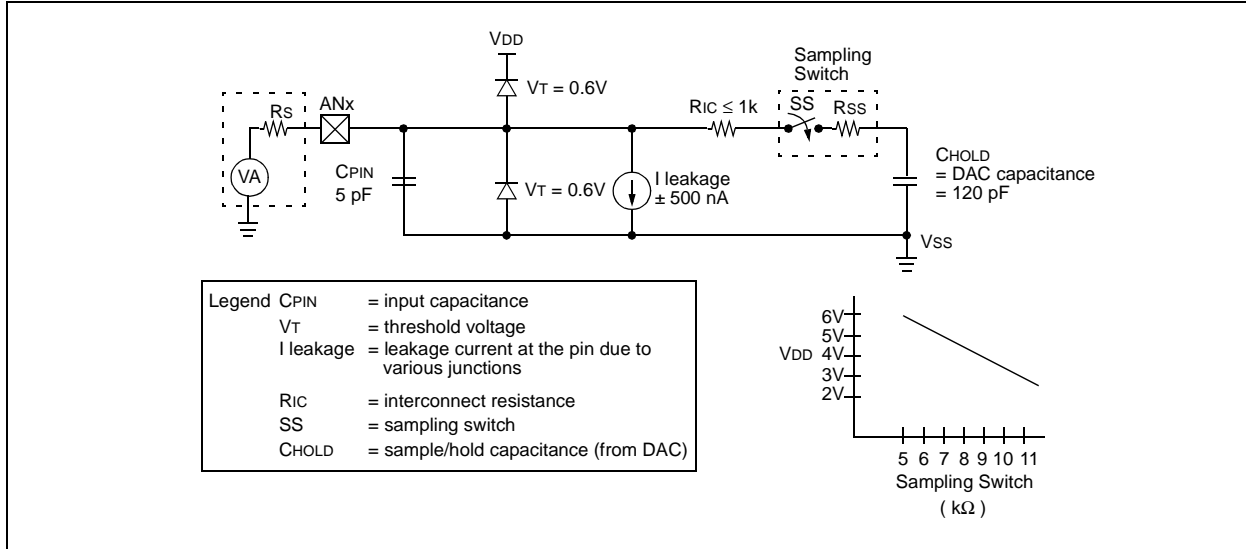 VDD
Sampling
Switch
VT = 0.6V
RS
ANx
RIC ≤ 1k
SS
RSS
VA
CPIN
5 pF
VT = 0.6V
I leakage
± 500 nA
CHOLD
= DAC capacitance
= 120 pF
VSS
Legend CPIN = input capacitance
VT = threshold voltage
I leakage = leakage current at the pin due to
various junctions
RIC = interconnect resistance
SS = sampling switch
CHOLD = sample/hold capacitance (from DAC)
6V
5V
VDD 4V
3V
2V
5 6 7 8 9 10 11
Sampling Switch
( kΩ )